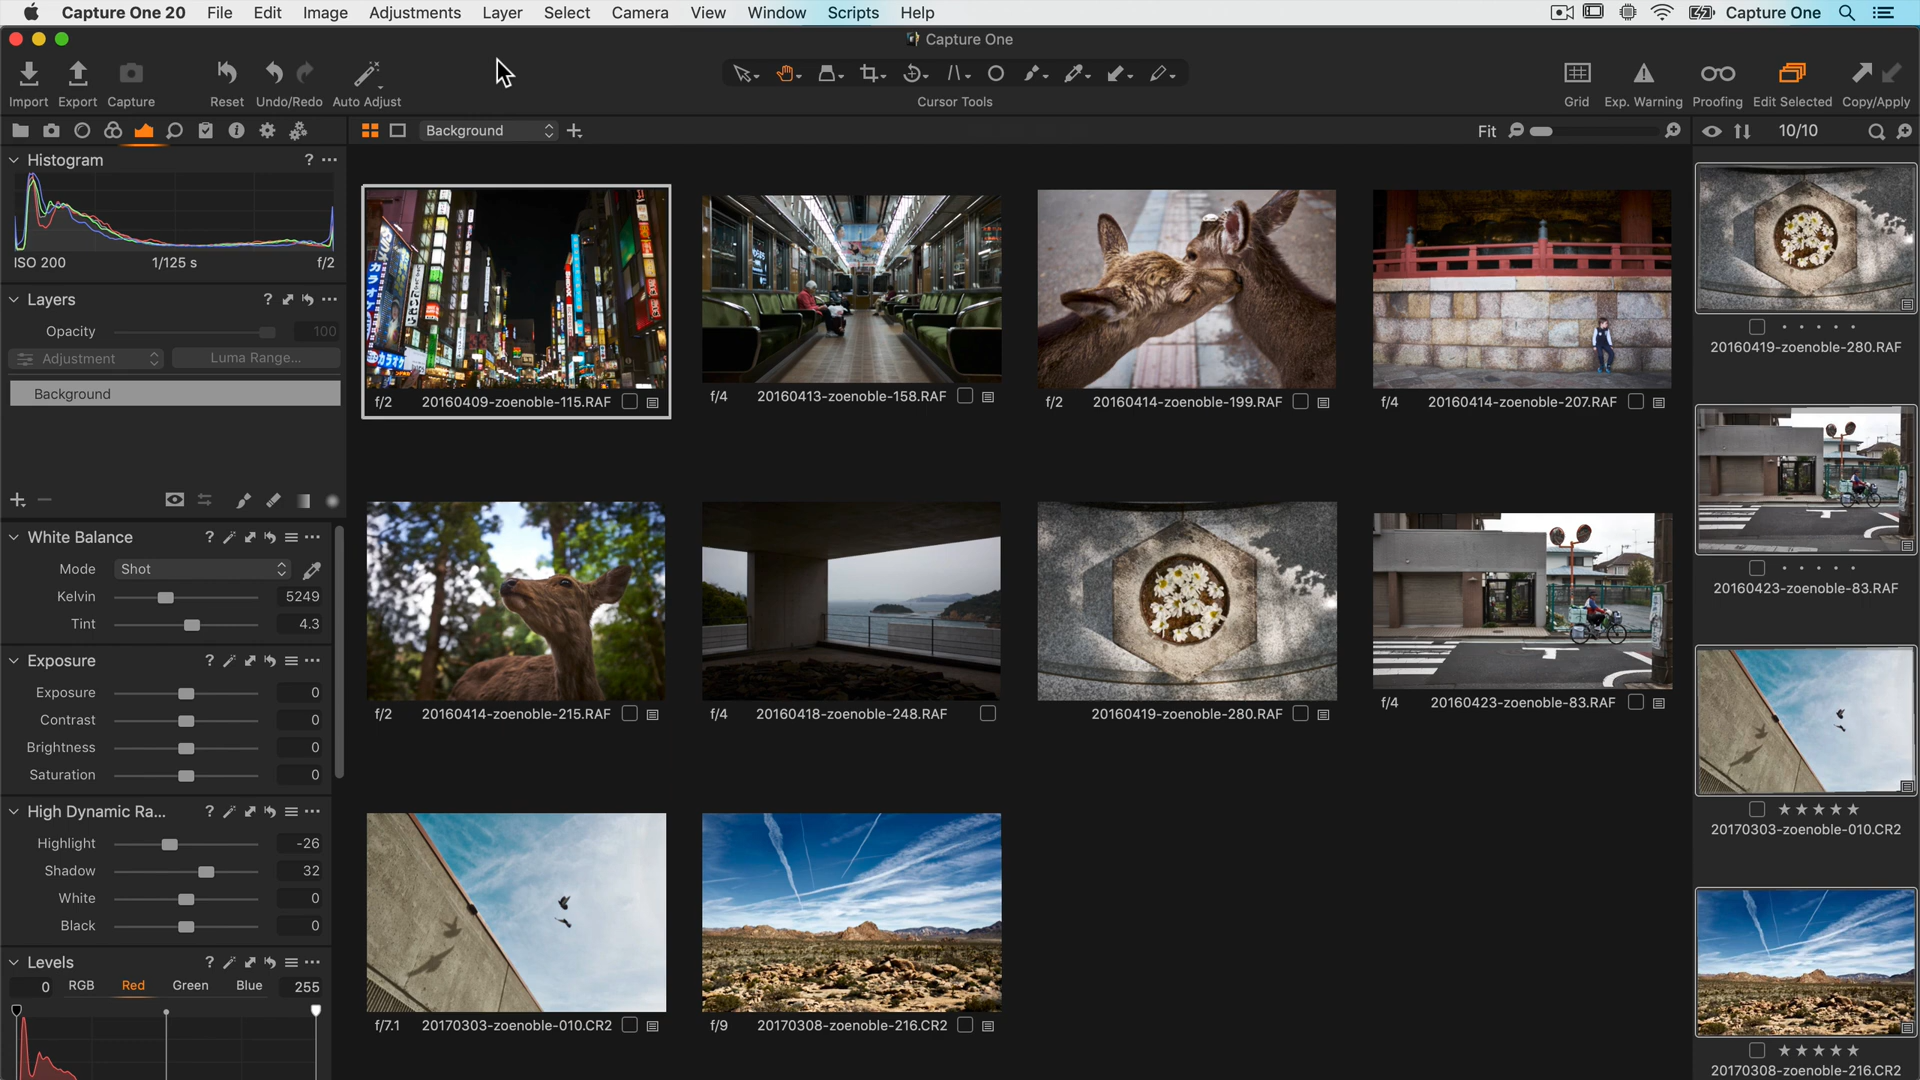 Capture One 20 File Edit Image Adjustments Layer Select Camera View Window Scripts Help Capture One
Capture One
Import Export Capture Reset Undo/Redo Auto Adjust Cursor Tools Grid Exp. Warning Proofing Edit Selected Copy/Apply
Background Fit 10/10
Histogram ?
ISO 200 1/125 s f/2
Layers ?
Opacity 100
Adjustment Luma Range...
Background
White Balance ?
Mode Shot
Kelvin 5249
Tint 4.3
Exposure ?
Exposure 0
Contrast 0
Brightness 0
Saturation 0
High Dynamic Ra... ?
Highlight -26
Shadow 32
White 0
Black 0
Levels ?
0 RGB Red Green Blue 255
カラオケ
カラオケ
f/2 20160409-zoenoble-115.RAF
f/4 20160413-zoenoble-158.RAF
f/2 20160414-zoenoble-199.RAF
f/4 20160414-zoenoble-207.RAF
f/2 20160414-zoenoble-215.RAF
f/4 20160418-zoenoble-248.RAF
20160419-zoenoble-280.RAF
f/4 20160423-zoenoble-83.RAF
f/7.1 20170303-zoenoble-010.CR2
f/9 20170308-zoenoble-216.CR2
20160419-zoenoble-280.RAF
20160423-zoenoble-83.RAF
20170303-zoenoble-010.CR2
20170308-zoenoble-216.CR2